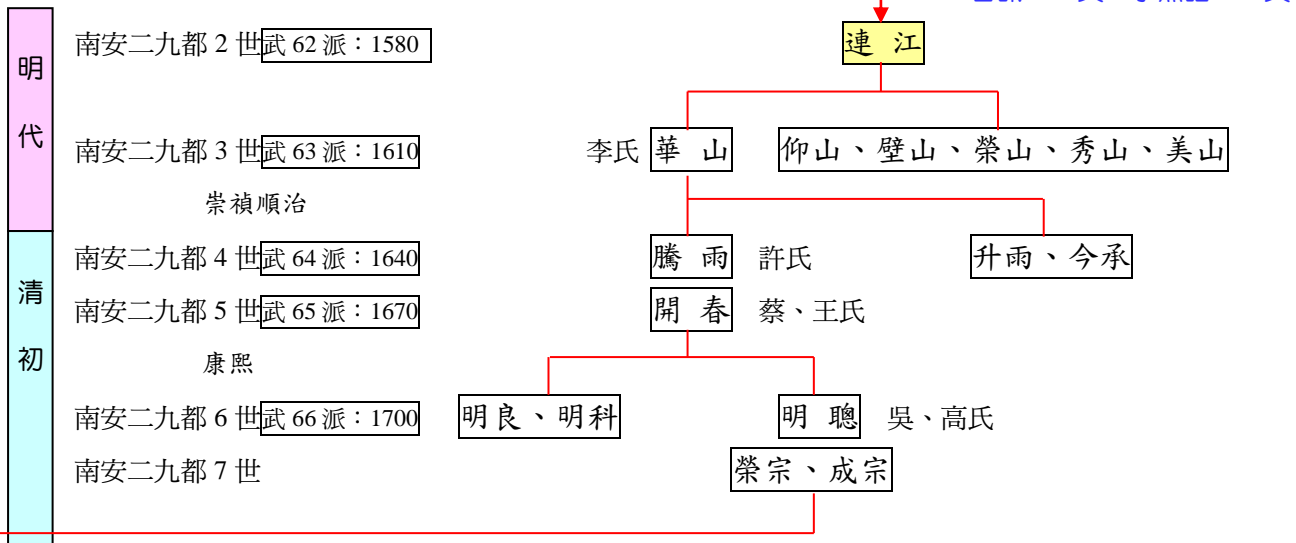 明代
南安二九都 2 世武 62 派：1580 連 江
南安二九都 3 世武 63 派：1610 李氏 華 山 仰山、壁山、榮山、秀山、美山
崇禎順治
清初
南安二九都 4 世武 64 派：1640 騰 雨 許氏 升雨、今承
南安二九都 5 世武 65 派：1670 開 春 蔡、王氏
康熙
南安二九都 6 世武 66 派：1700 明良、明科 明 聰 吳、高氏
南安二九都 7 世 榮宗、成宗